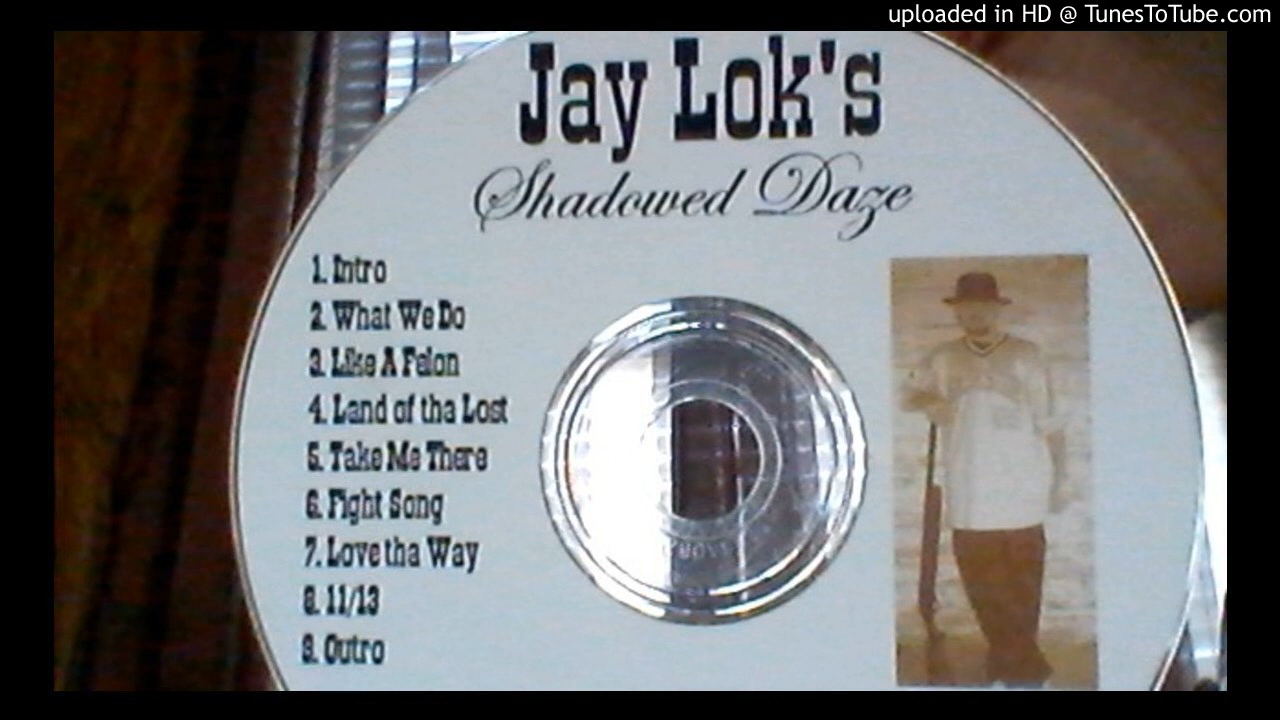 uploaded in HD @ TunesToTube.com
Jay Lok's
Shadowed Daze
1. Intro
2. What We Do
3. Like A Felon
4. Land of tha Lost
5. Take Me There
6. Fight Song
7. Love tha Way
8. 11/13
9. Outro